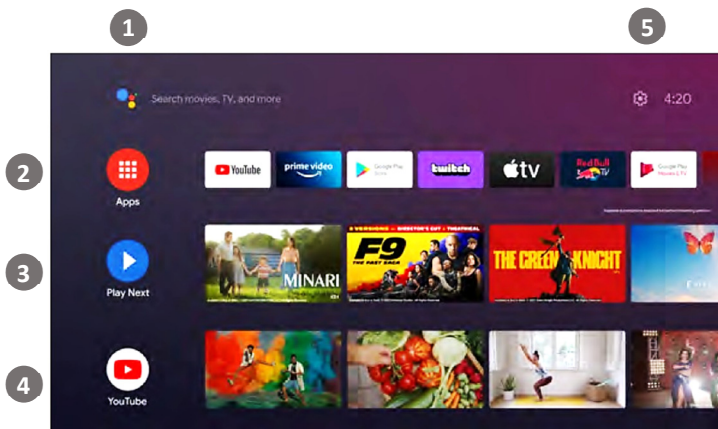 1
5
Search movies, TV, and more
4:20
2
YouTube
prime video
Google Play
twitch
tv
Red Bull
TV
Google Play
Movies & TV
Apps
3
MINARI
F9
THE FAST SAGA
THE GREEN KNIGHT
Play Next
4
YouTube